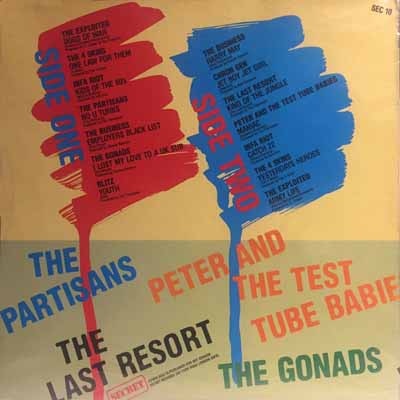 SEC 10
SIDE ONE
THE EXPLOITED
DOGS OF WAR
THE 4 SKINS
ONE LAW FOR THEM
INFA RIOT
KIDS OF THE 80's
THE PARTISANS
NO U TURNS
THE BUSINESS
EMPLOYERS BLACK LIST
THE GONADS
I LOST MY LOVE TO A UK SUB
BLITZ
YOUTH
SIDE TWO
THE BUSINESS
HARRY MAY
CHRON GEN
JET BOY JET GIRL
THE LAST RESORT
KING OF THE JUNGLE
PETER AND THE TEST TUBE BABIES
MANIAC
INFA RIOT
CATCH 22
THE 4 SKINS
YESTERDAYS HEROES
THE EXPLOITED
ARMY LIFE
THE
PARTISANS
PETER AND
THE TEST
TUBE BABIE
THE
LAST RESORT
THE GONADS
SECRET